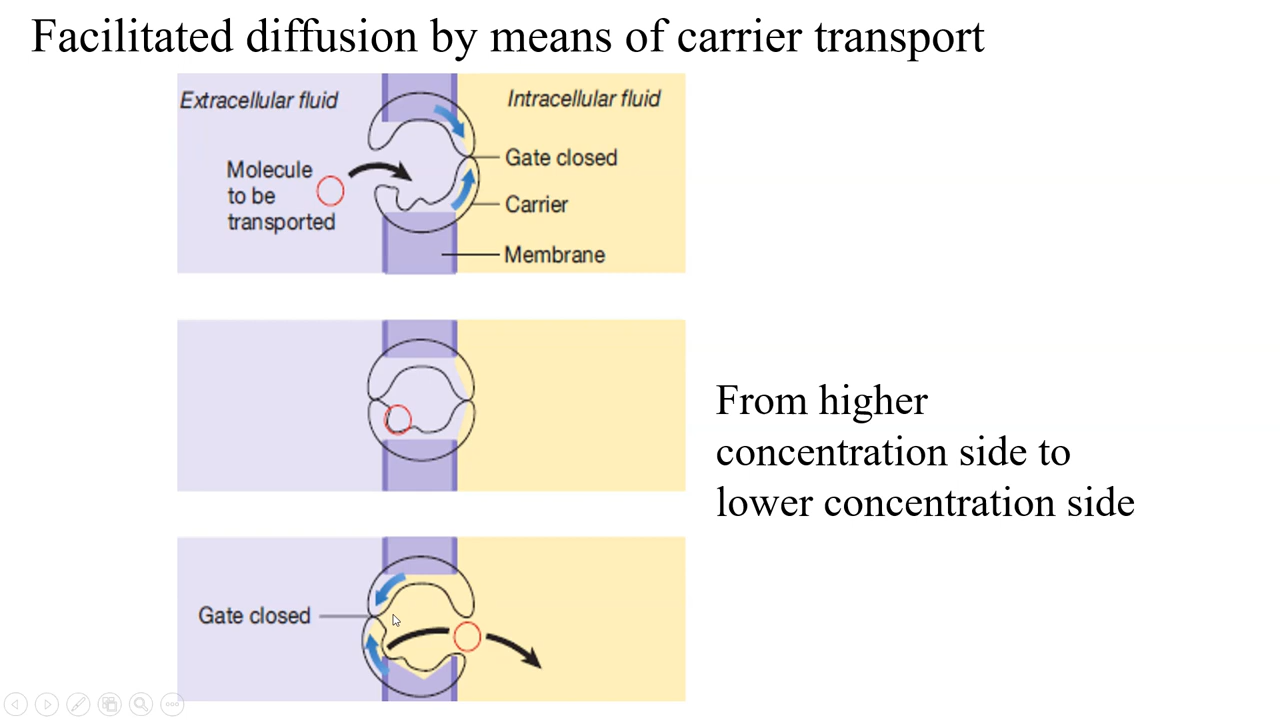 Facilitated diffusion by means of carrier transport
Extracellular fluid
Intracellular fluid
Molecule
to be
transported
Gate closed
Carrier
Membrane
From higher
concentration side to
lower concentration side
Gate closed